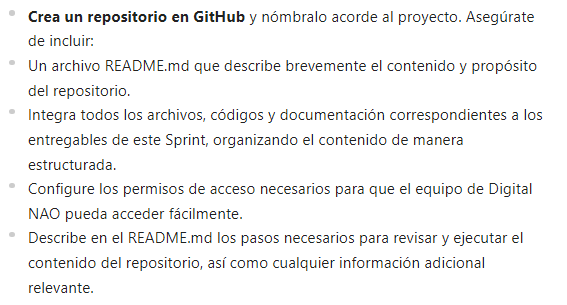 Crea un repositorio en GitHub y nómbralo acorde al proyecto. Asegúrate
de incluir:
Un archivo README.md que describe brevemente el contenido y propósito
del repositorio.
Integra todos los archivos, códigos y documentación correspondientes a los
entregables de este Sprint, organizando el contenido de manera
estructurada.
Configure los permisos de acceso necesarios para que el equipo de Digital
NAO pueda acceder fácilmente.
Describe en el README.md los pasos necesarios para revisar y ejecutar el
contenido del repositorio, así como cualquier información adicional
relevante.